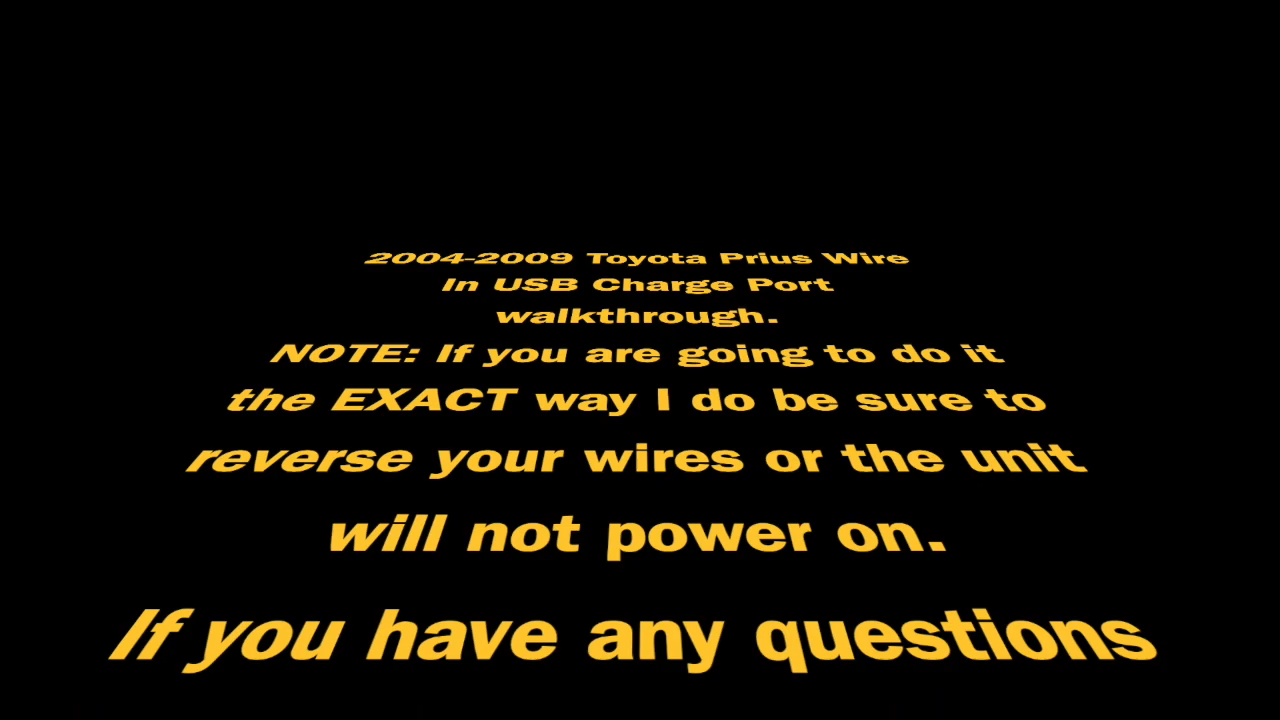 2004-2009 Toyota Prius Wire
In USB Charge Port
walkthrough.
NOTE: If you are going to do it
the EXACT way I do be sure to
reverse your wires or the unit
will not power on.
If you have any questions